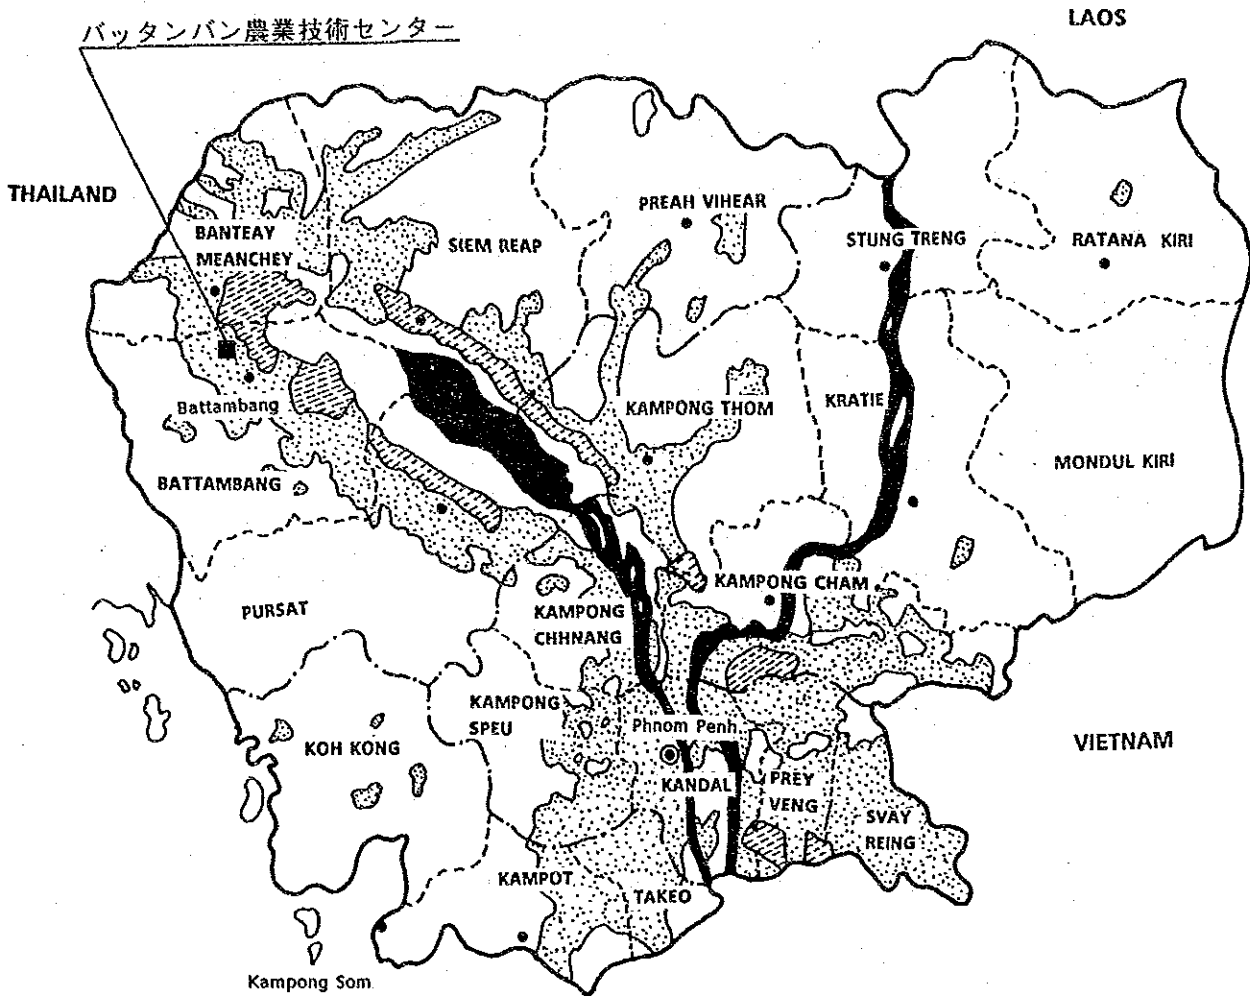 LAOS
バッタンバン農業技術センター
THAILAND
PREAH VIHEAR
BANTEAY
MEANCHEY
SIEM REAP
STUNG TRENG
RATANA KIRI
Battambang
KAMPONG THOM
KRATIE
BATTAMBANG
MONDUL KIRI
KAMPONG CHAM
PURSAT
KAMPONG
CHHNANG
KAMPONG
SPEU
Phnom Penh
KOH KONG
VIETNAM
KANDAL
PREY
VENG
SVAY
REING
KAMPOT
TAKEO
Kampong Som